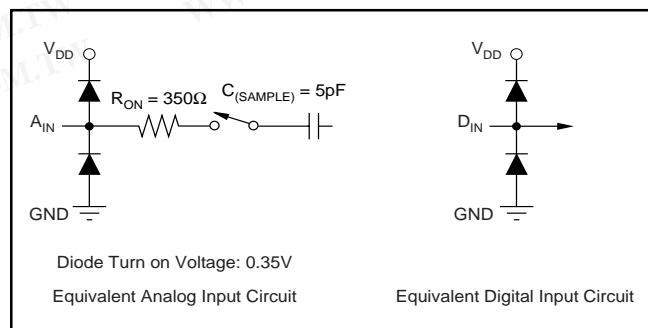 V_DD
R_ON = 350Ω
C_(SAMPLE) = 5pF
A_IN
GND
Diode Turn on Voltage: 0.35V
Equivalent Analog Input Circuit
V_DD
D_IN
GND
Equivalent Digital Input Circuit